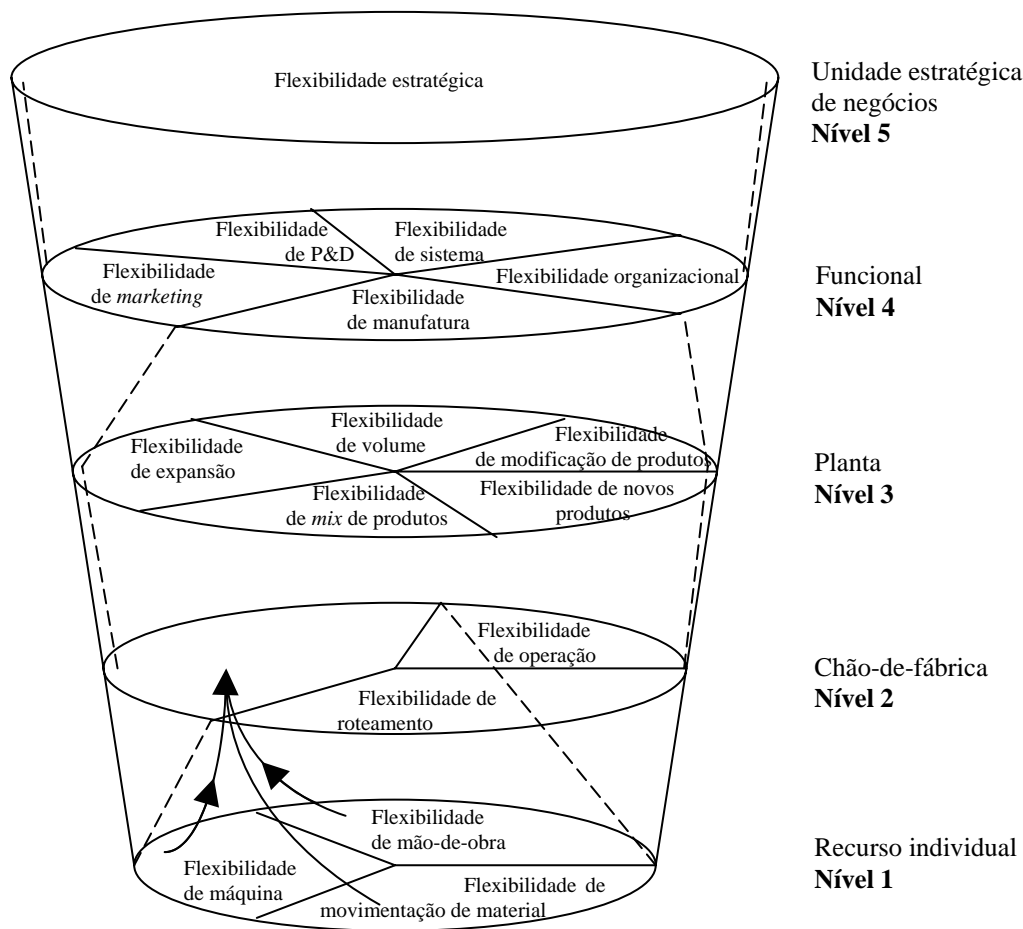 Flexibilidade estratégica
Unidade estratégica
de negócios
Nível 5
Flexibilidade
de P&D
Flexibilidade
de sistema
Flexibilidade
de marketing
Flexibilidade organizacional
Flexibilidade
de manufatura
Funcional
Nível 4
Flexibilidade
de expansão
Flexibilidade
de volume
Flexibilidade
de modificação de produtos
Flexibilidade
de mix de produtos
Flexibilidade de novos
produtos
Planta
Nível 3
Flexibilidade
de operação
Flexibilidade de
roteamento
Chão-de-fábrica
Nível 2
Flexibilidade
de mão-de-obra
Flexibilidade
de máquina
Flexibilidade de
movimentação de material
Recurso individual
Nível 1